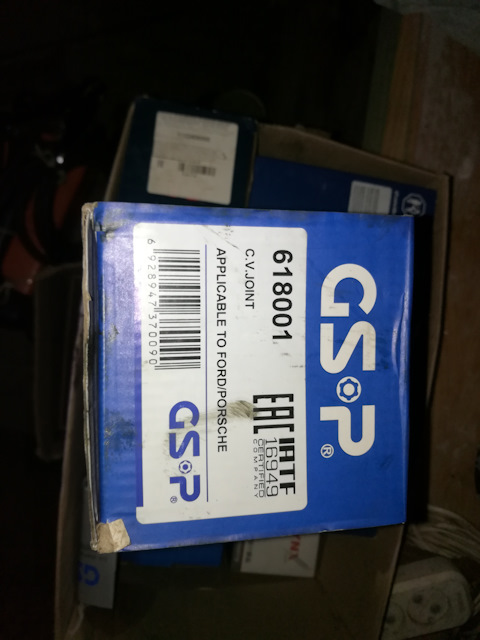 GSP®
618001
C.V.JOINT
APPLICABLE TO FORD/PORSCHE
6 928947 370090
EAC
IATF
16949
CERTIFIED
COMPANY
GSP®